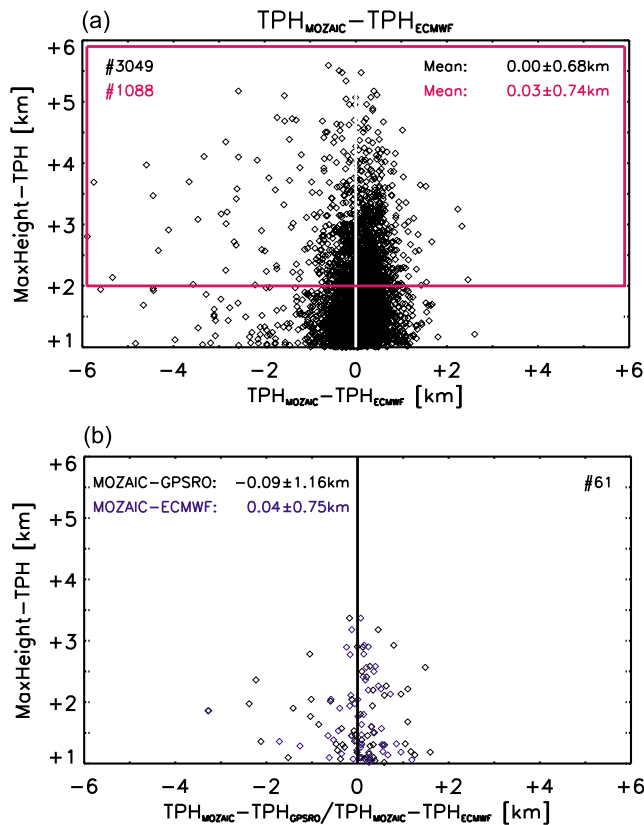 (a)
TPH_MOZAIC−TPH_ECMWF
#3049 Mean: 0.00±0.68km
#1088 Mean: 0.03±0.74km
+6
+5
+4
+3
+2
+1
MaxHeight−TPH [km]
−6 −4 −2 0 +2 +4 +6
TPH_MOZAIC−TPH_ECMWF [km]
(b)
MOZAIC−GPSRO: −0.09±1.16km #61
MOZAIC−ECMWF: 0.04±0.75km
+6
+5
+4
+3
+2
+1
MaxHeight−TPH [km]
−6 −4 −2 0 +2 +4 +6
TPH_MOZAIC−TPH_GPSRO/TPH_MOZAIC−TPH_ECMWF [km]